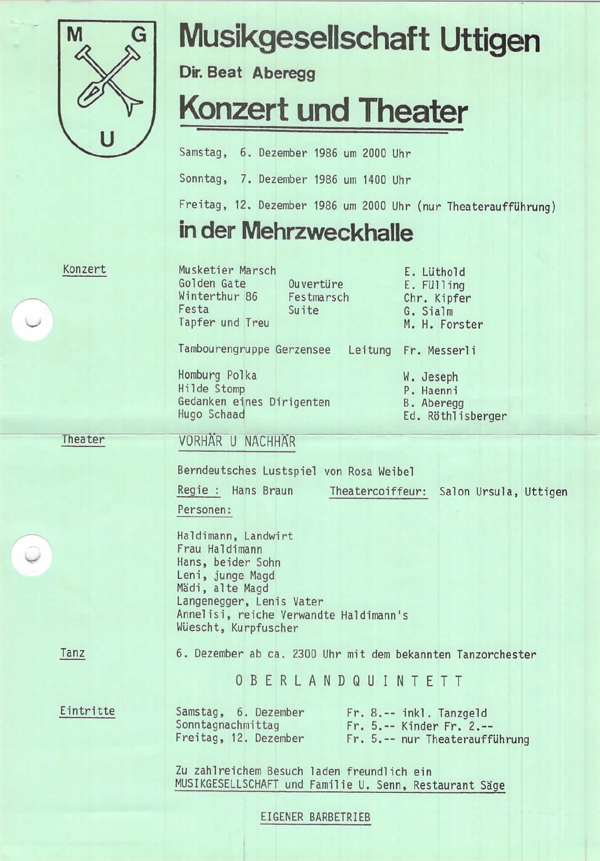 M G
U
Musikgesellschaft Uttigen
Dir. Beat Aberegg
Konzert und Theater
Samstag, 6. Dezember 1986 um 2000 Uhr
Sonntag, 7. Dezember 1986 um 1400 Uhr
Freitag, 12. Dezember 1986 um 2000 Uhr (nur Theateraufführung)
in der Mehrzweckhalle
Konzert Musketier Marsch E. Lüthold
Golden Gate Ouvertüre E. Fülling
Winterthur 86 Festmarsch Chr. Kipfer
Festa Suite G. Sialm
Tapfer und Treu M. H. Forster
Tambourengruppe Gerzensee Leitung Fr. Messerli
Homburg Polka W. Jeseph
Hilde Stomp P. Haenni
Gedanken eines Dirigenten B. Aberegg
Hugo Schaad Ed. Röthlisberger
Theater VORHÄR U NACHHÄR
Berndeutsches Lustspiel von Rosa Weibel
Regie : Hans Braun Theatercoiffeur: Salon Ursula, Uttigen
Personen:
Haldimann, Landwirt
Frau Haldimann
Hans, beider Sohn
Leni, junge Magd
Mädi, alte Magd
Langenegger, Lenis Vater
Annelisi, reiche Verwandte Haldimann's
Wüescht, Kurpfuscher
Tanz 6. Dezember ab ca. 2300 Uhr mit dem bekannten Tanzorchester
O B E R L A N D Q U I N T E T T
Eintritte Samstag, 6. Dezember Fr. 8.-- inkl. Tanzgeld
Sonntagnachmittag Fr. 5.-- Kinder Fr. 2.--
Freitag, 12. Dezember Fr. 5.-- nur Theateraufführung
Zu zahlreichem Besuch laden freundlich ein
MUSIKGESELLSCHAFT und Familie U. Senn, Restaurant Säge
EIGENER BARBETRIEB